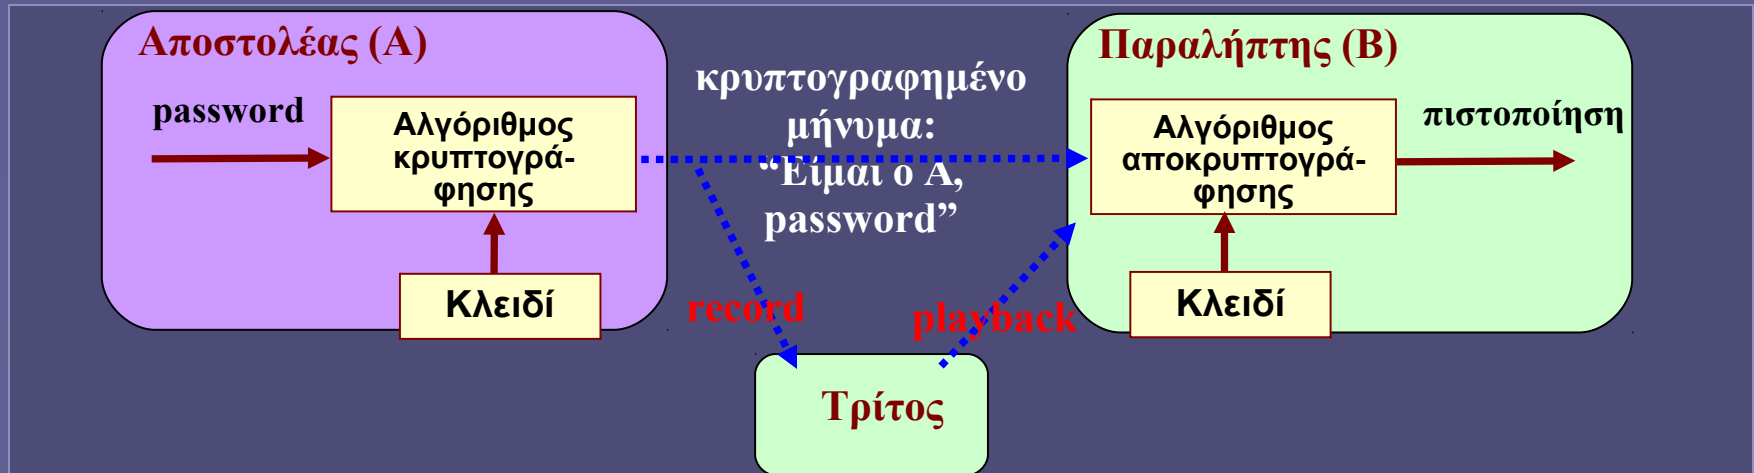 Αποστολέας (Α)
password
Αλγόριθμος
κρυπτογρά-
φησης
Κλειδί
κρυπτογραφημένο
μήνυμα:
“Είμαι ο Α,
password”
record
playback
Τρίτος
Παραλήπτης (Β)
Αλγόριθμος
αποκρυπτογρά-
φησης
Κλειδί
πιστοποίηση